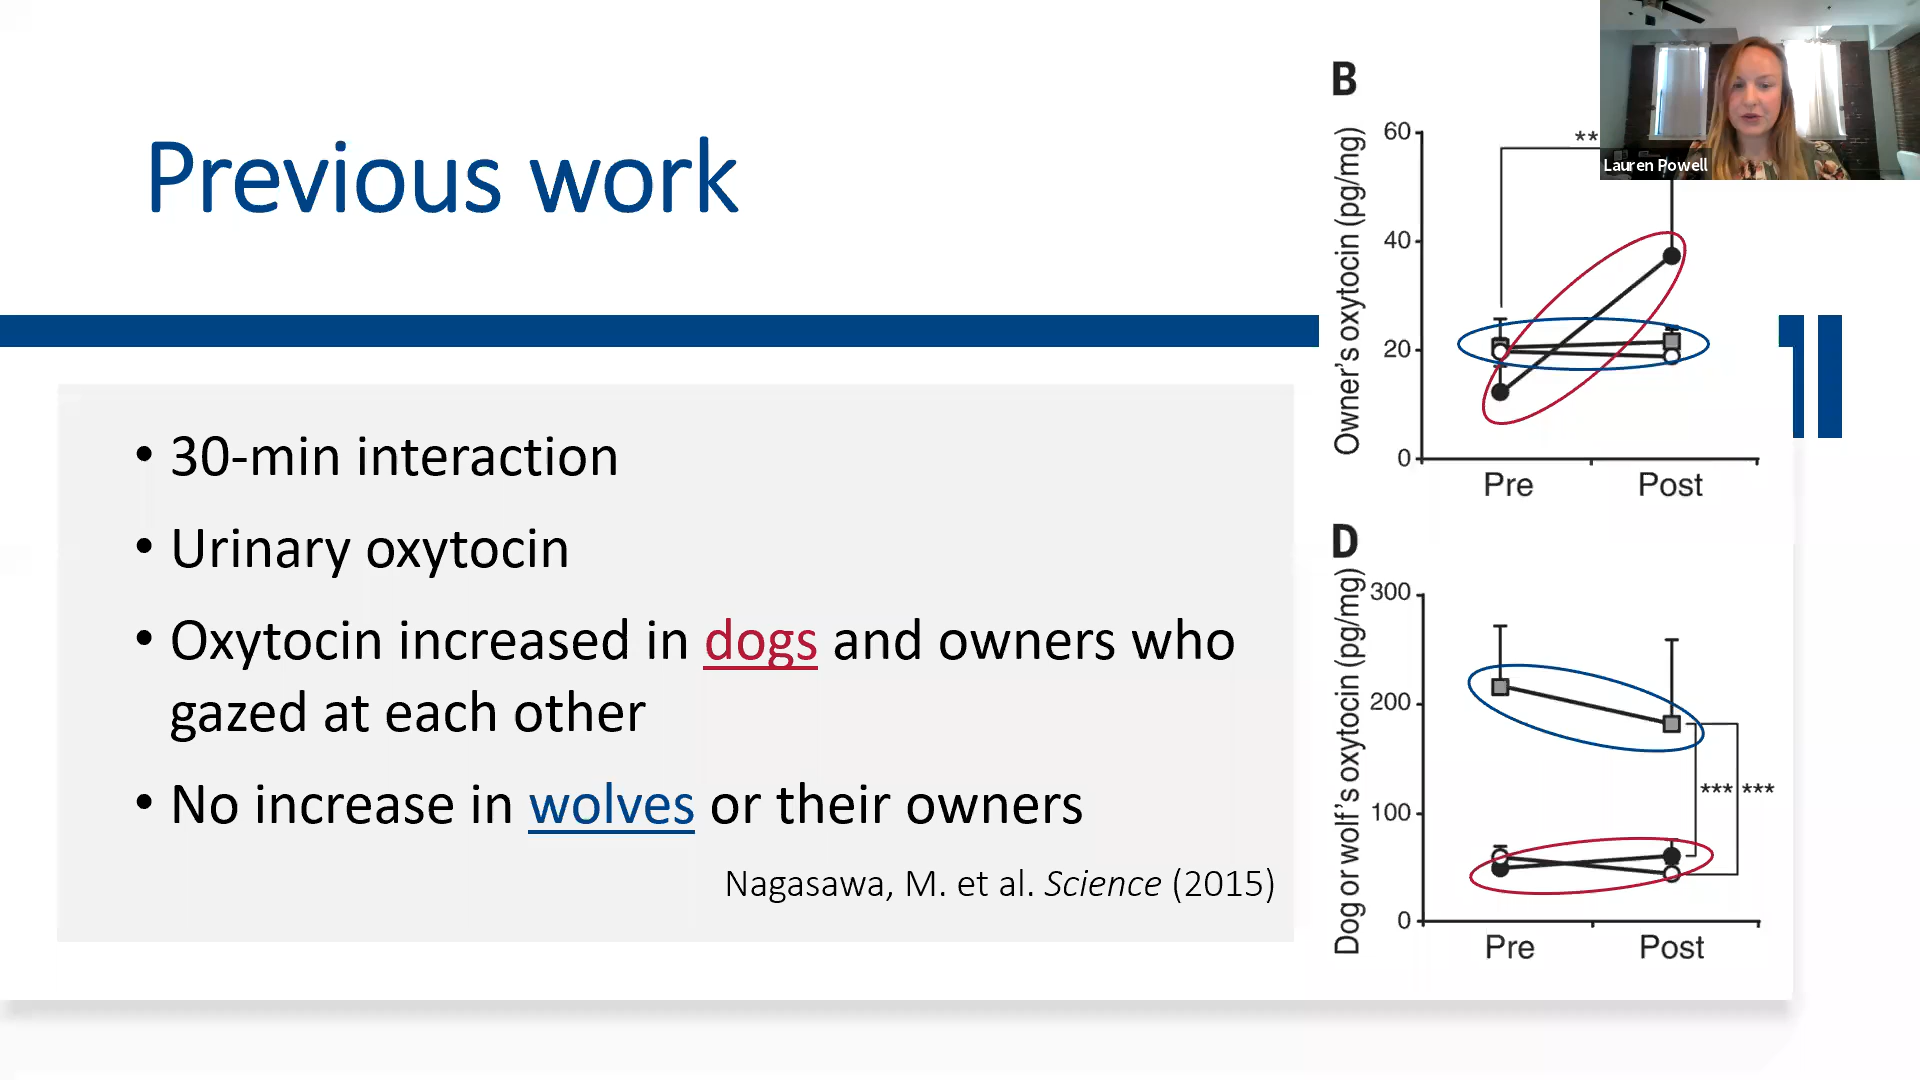 Previous work
• 30-min interaction
• Urinary oxytocin
• Oxytocin increased in dogs and owners who
gazed at each other
• No increase in wolves or their owners
Nagasawa, M. et al. Science (2015)
B
Owner's oxytocin (pg/mg)
60
40
20
0
**
Pre Post
D
Dog or wolf's oxytocin (pg/mg)
300
200
100
0
*** ***
Pre Post
Lauren Powell